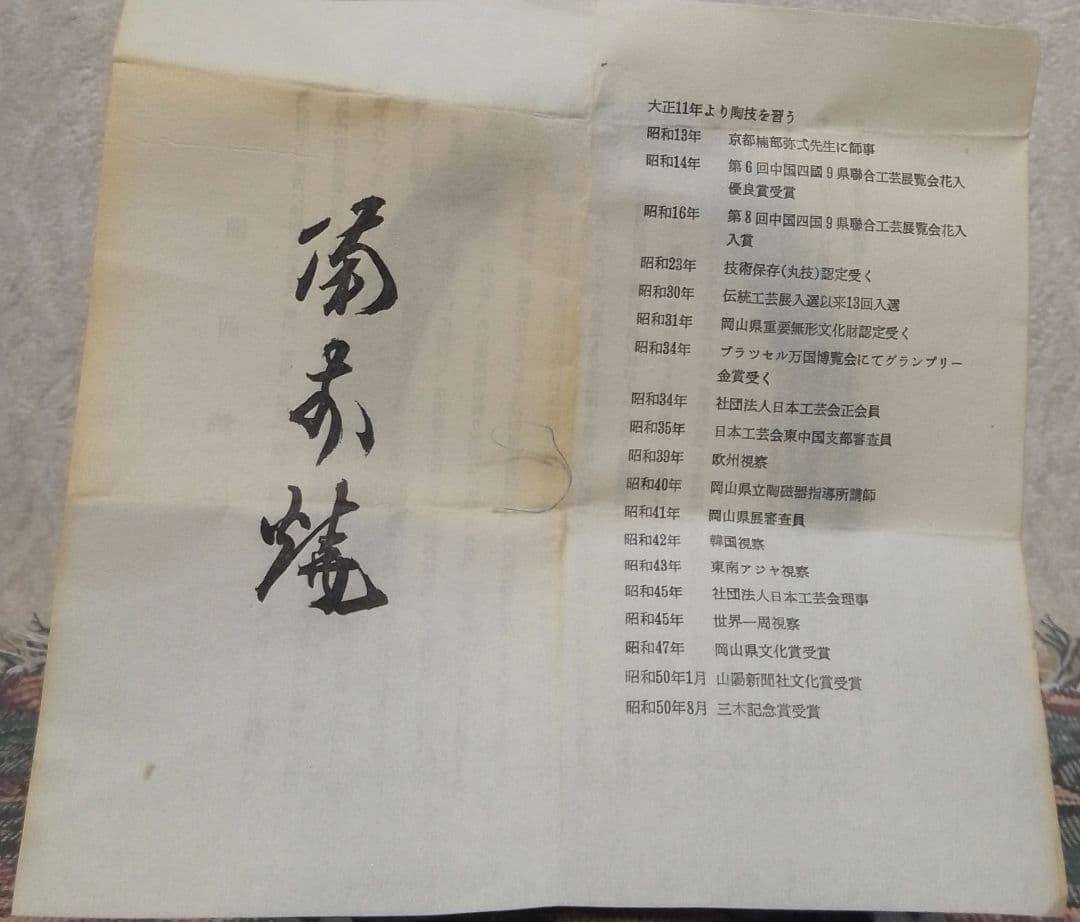 備前焼
大正11年より陶技を習う
昭和13年 京都楠部弥弌先生に師事
昭和14年 第6回中国四國9県聯合工芸展覧会花入
優良賞受賞
昭和16年 第8回中国四国9県聯合工芸展覧会花入
入賞
昭和23年 技術保存(丸技)認定受く
昭和30年 伝統工芸展入選以来13回入選
昭和31年 岡山県重要無形文化財認定受く
昭和34年 ブラツセル万国博覧会にてグランプリー
金賞受く
昭和34年 社団法人日本工芸会正会員
昭和35年 日本工芸会東中国支部審査員
昭和39年 欧州視察
昭和40年 岡山県立陶磁器指導所講師
昭和41年 岡山県展審査員
昭和42年 韓国視察
昭和43年 東南アジヤ視察
昭和45年 社団法人日本工芸会理事
昭和45年 世界一周視察
昭和47年 岡山県文化賞受賞
昭和50年1月 山陽新聞社文化賞受賞
昭和50年8月 三木記念賞受賞